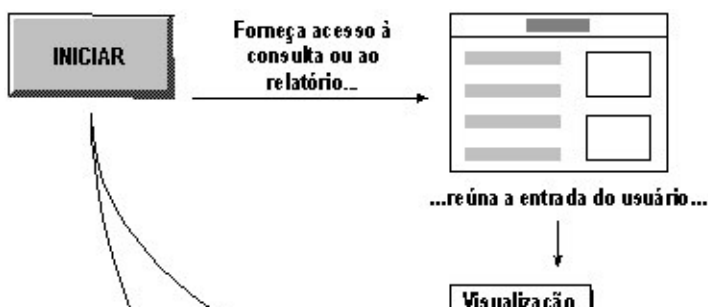 INICIAR
Forneça acesso à
consulta ou ao
relatório...
...reúna a entrada do usuário...
Visualização